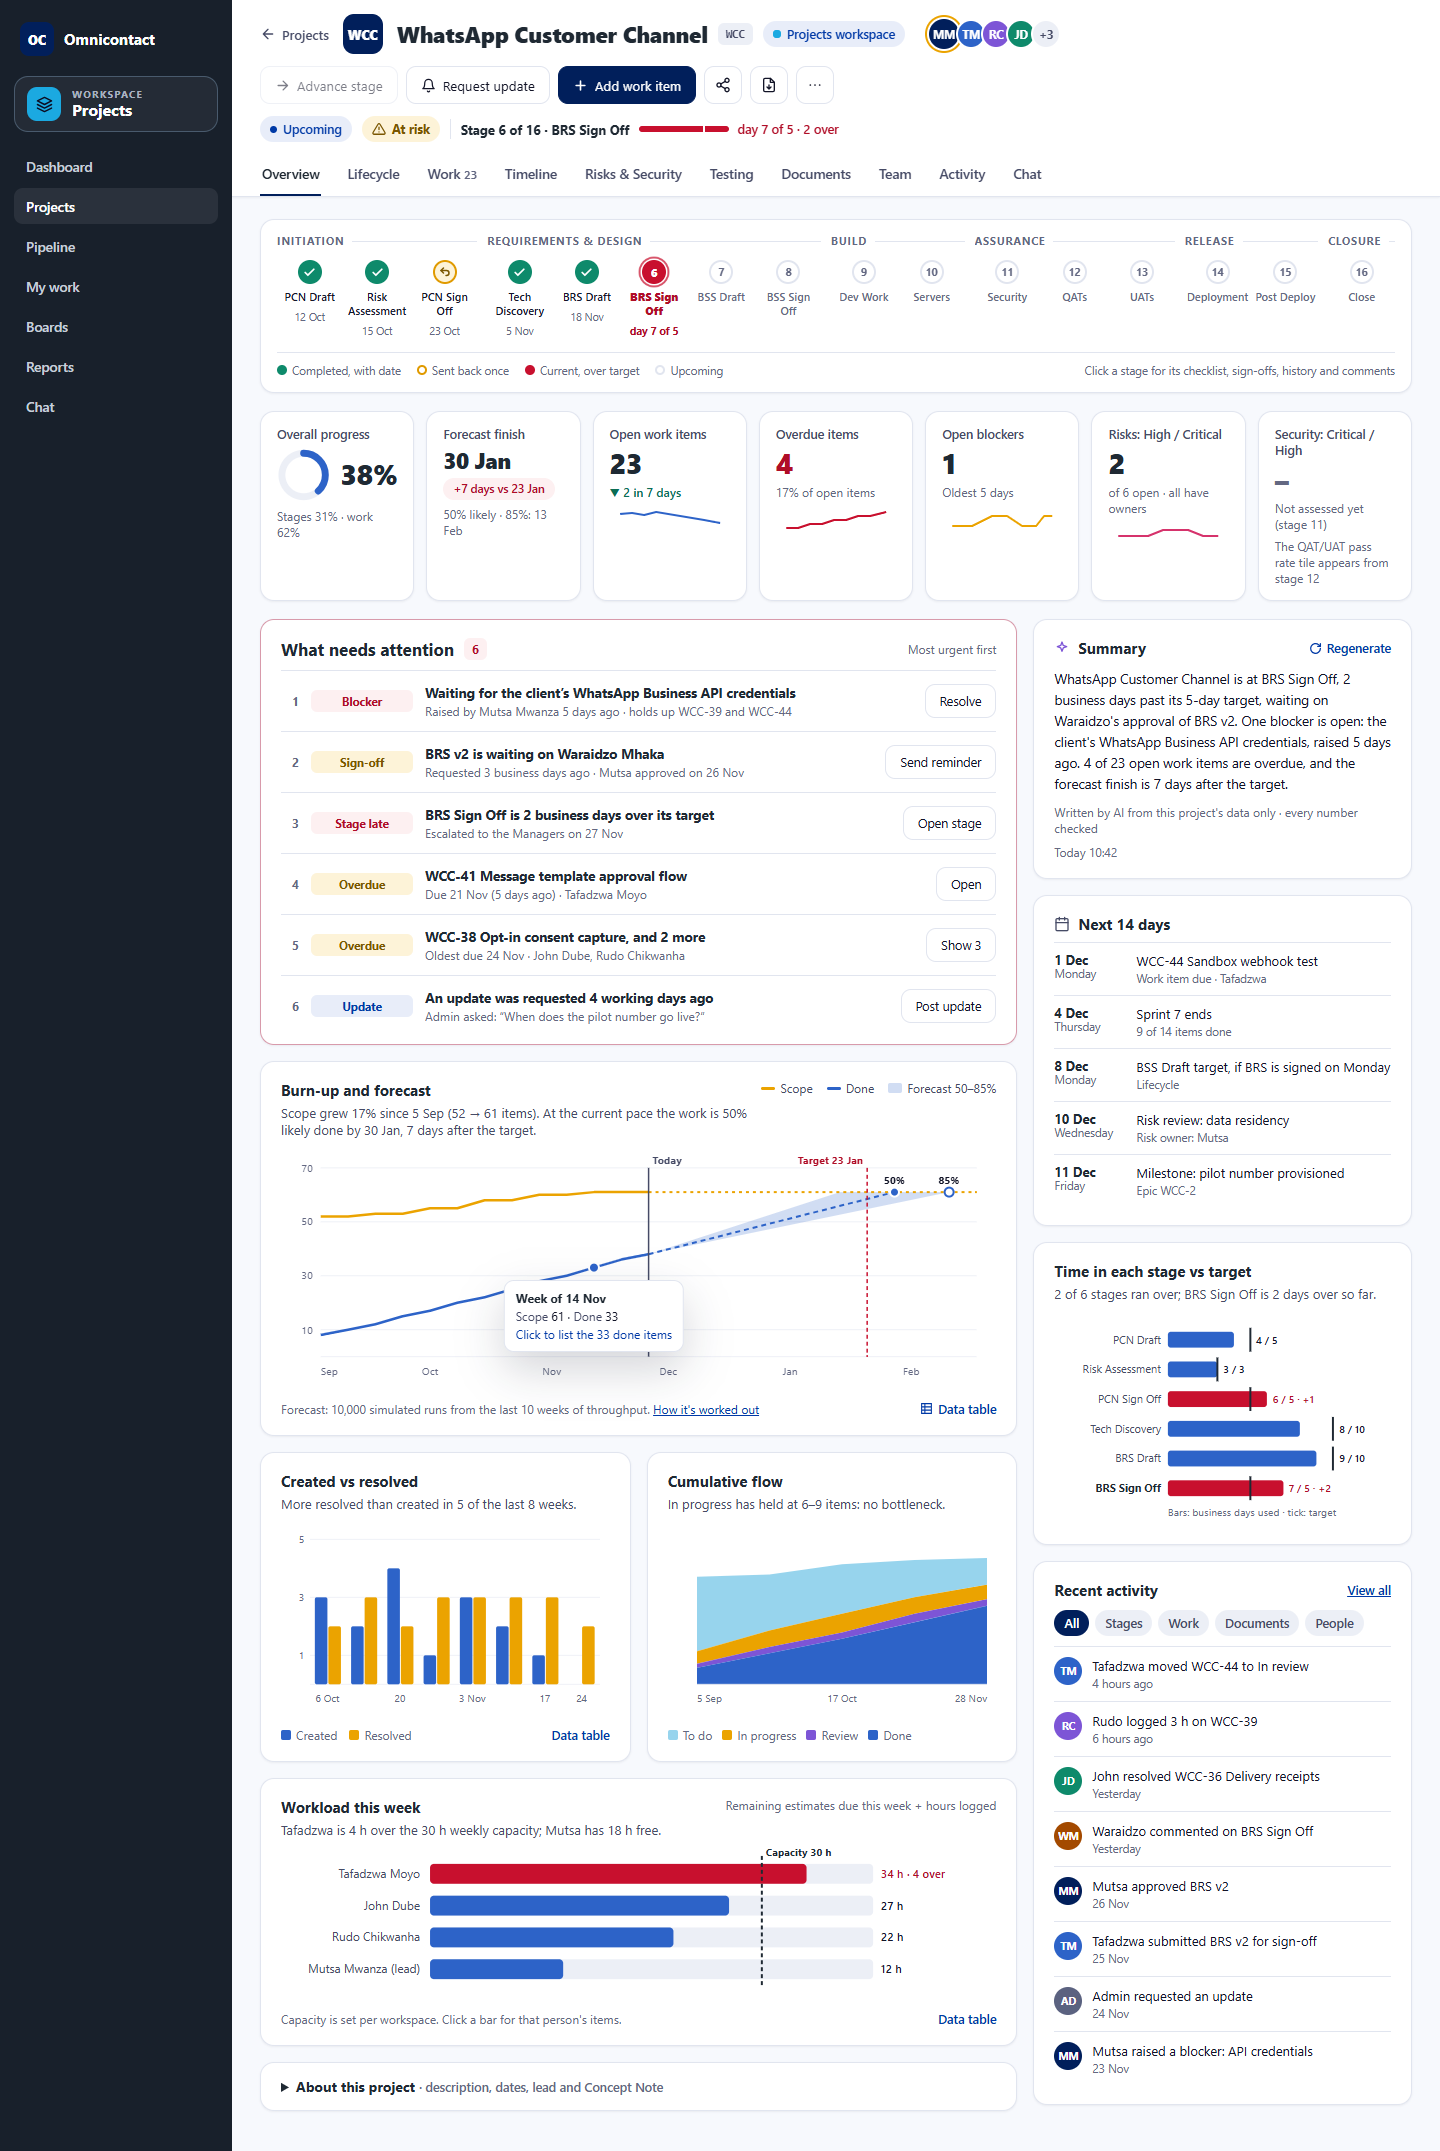 OC Omnicontact
WORKSPACE
Projects
Dashboard
Projects
Pipeline
My work
Boards
Reports
Chat
← Projects
WCC
WhatsApp Customer Channel
WCC
Projects workspace
MM TM RC JD +3
→ Advance stage
Request update
+ Add work item
···
Upcoming
At risk
Stage 6 of 16 · BRS Sign Off
day 7 of 5 · 2 over
Overview
Lifecycle
Work 23
Timeline
Risks & Security
Testing
Documents
Team
Activity
Chat
INITIATION
REQUIREMENTS & DESIGN
BUILD
ASSURANCE
RELEASE
CLOSURE
6 7 8 9 10 11 12 13 14 15 16
PCN Draft
12 Oct
Risk Assessment
15 Oct
PCN Sign Off
23 Oct
Tech Discovery
5 Nov
BRS Draft
18 Nov
BRS Sign Off
day 7 of 5
BSS Draft
BSS Sign Off
Dev Work
Servers
Security
QATs
UATs
Deployment
Post Deploy
Close
Completed, with date
Sent back once
Current, over target
Upcoming
Click a stage for its checklist, sign-offs, history and comments
Overall progress
38%
Stages 31% · work
62%
Forecast finish
30 Jan
+7 days vs 23 Jan
50% likely · 85%: 13
Feb
Open work items
23
▼ 2 in 7 days
Overdue items
4
17% of open items
Open blockers
1
Oldest 5 days
Risks: High / Critical
2
of 6 open · all have
owners
Security: Critical /
High
–
Not assessed yet
(stage 11)
The QAT/UAT pass
rate tile appears from
stage 12
What needs attention 6
Most urgent first
1 Blocker
Waiting for the client’s WhatsApp Business API credentials
Raised by Mutsa Mwanza 5 days ago · holds up WCC-39 and WCC-44
Resolve
2 Sign-off
BRS v2 is waiting on Waraidzo Mhaka
Requested 3 business days ago · Mutsa approved on 26 Nov
Send reminder
3 Stage late
BRS Sign Off is 2 business days over its target
Escalated to the Managers on 27 Nov
Open stage
4 Overdue
WCC-41 Message template approval flow
Due 21 Nov (5 days ago) · Tafadzwa Moyo
Open
5 Overdue
WCC-38 Opt-in consent capture, and 2 more
Oldest due 24 Nov · John Dube, Rudo Chikwanha
Show 3
6 Update
An update was requested 4 working days ago
Admin asked: “When does the pilot number go live?”
Post update
Summary
Regenerate
WhatsApp Customer Channel is at BRS Sign Off, 2
business days past its 5-day target, waiting on
Waraidzo's approval of BRS v2. One blocker is open: the
client's WhatsApp Business API credentials, raised 5 days
ago. 4 of 23 open work items are overdue, and the
forecast finish is 7 days after the target.
Written by AI from this project's data only · every number
checked
Today 10:42
Next 14 days
1 Dec
Monday
WCC-44 Sandbox webhook test
Work item due · Tafadzwa
4 Dec
Thursday
Sprint 7 ends
9 of 14 items done
8 Dec
Monday
BSS Draft target, if BRS is signed on Monday
Lifecycle
10 Dec
Wednesday
Risk review: data residency
Risk owner: Mutsa
11 Dec
Friday
Milestone: pilot number provisioned
Epic WCC-2
Burn-up and forecast
Scope
Done
Forecast 50–85%
Scope grew 17% since 5 Sep (52 → 61 items). At the current pace the work is 50%
likely done by 30 Jan, 7 days after the target.
Today
Target 23 Jan
50%
85%
70
50
30
10
Week of 14 Nov
Scope 61 · Done 33
Click to list the 33 done items
Sep Oct Nov Dec Jan Feb
Forecast: 10,000 simulated runs from the last 10 weeks of throughput. How it's worked out
Data table
Time in each stage vs target
2 of 6 stages ran over; BRS Sign Off is 2 days over so far.
PCN Draft 4 / 5
Risk Assessment 3 / 3
PCN Sign Off 6 / 5 · +1
Tech Discovery 8 / 10
BRS Draft 9 / 10
BRS Sign Off 7 / 5 · +2
Bars: business days used · tick: target
Created vs resolved
More resolved than created in 5 of the last 8 weeks.
5
3
1
6 Oct 20 3 Nov 17 24
Created
Resolved
Data table
Cumulative flow
In progress has held at 6–9 items: no bottleneck.
5 Sep 17 Oct 28 Nov
To do
In progress
Review
Done
Recent activity
View all
All
Stages
Work
Documents
People
TM
Tafadzwa moved WCC-44 to In review
4 hours ago
RC
Rudo logged 3 h on WCC-39
6 hours ago
JD
John resolved WCC-36 Delivery receipts
Yesterday
WM
Waraidzo commented on BRS Sign Off
Yesterday
MM
Mutsa approved BRS v2
26 Nov
TM
Tafadzwa submitted BRS v2 for sign-off
25 Nov
AD
Admin requested an update
24 Nov
MM
Mutsa raised a blocker: API credentials
23 Nov
Workload this week
Remaining estimates due this week + hours logged
Tafadzwa is 4 h over the 30 h weekly capacity; Mutsa has 18 h free.
Capacity 30 h
Tafadzwa Moyo 34 h · 4 over
John Dube 27 h
Rudo Chikwanha 22 h
Mutsa Mwanza (lead) 12 h
Capacity is set per workspace. Click a bar for that person's items.
Data table
▶ About this project · description, dates, lead and Concept Note